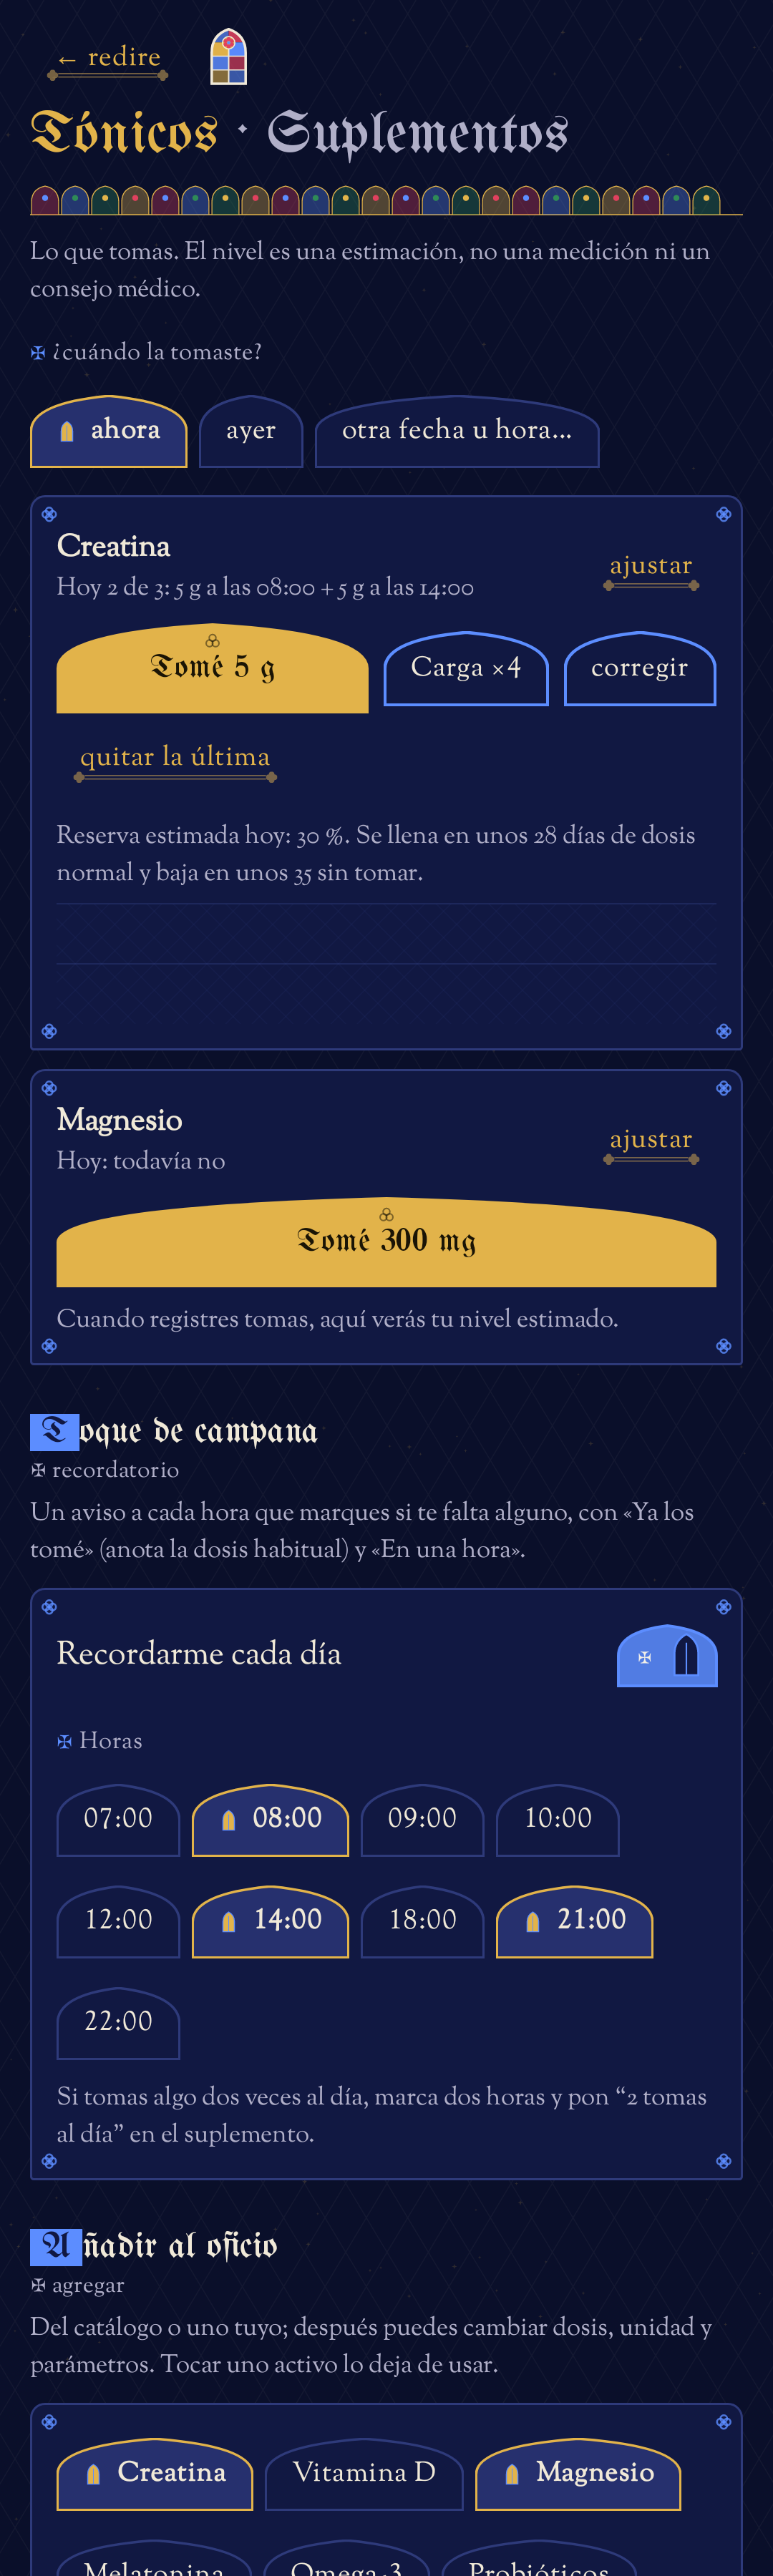 ← redire
Tónicos · Suplementos
Lo que tomas. El nivel es una estimación, no una medición ni un
consejo médico.
✠ ¿cuándo la tomaste?
ahora
ayer
otra fecha u hora...
Creatina
Hoy 2 de 3: 5 g a las 08:00 + 5 g a las 14:00
ajustar
Tomé 5 g
Carga ×4
corregir
quitar la última
Reserva estimada hoy: 30 %. Se llena en unos 28 días de dosis
normal y baja en unos 35 sin tomar.
Magnesio
Hoy: todavía no
ajustar
Tomé 300 mg
Cuando registres tomas, aquí verás tu nivel estimado.
Toque de campana
✠ recordatorio
Un aviso a cada hora que marques si te falta alguno, con «Ya los
tomé» (anota la dosis habitual) y «En una hora».
Recordarme cada día
✠
✠ Horas
07:00
08:00
09:00
10:00
12:00
14:00
18:00
21:00
22:00
Si tomas algo dos veces al día, marca dos horas y pon “2 tomas
al día” en el suplemento.
Añadir al oficio
✠ agregar
Del catálogo o uno tuyo; después puedes cambiar dosis, unidad y
parámetros. Tocar uno activo lo deja de usar.
Creatina
Vitamina D
Magnesio
Melatonina
Omega-3
Probióticos